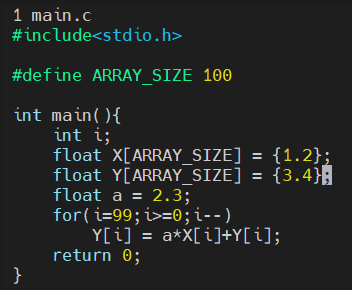 1 main.c
#include<stdio.h>
#define ARRAY_SIZE 100
int main(){
int i;
float X[ARRAY_SIZE] = {1.2};
float Y[ARRAY_SIZE] = {3.4};
float a = 2.3;
for(i=99;i>=0;i--)
Y[i] = a*X[i]+Y[i];
return 0;
}